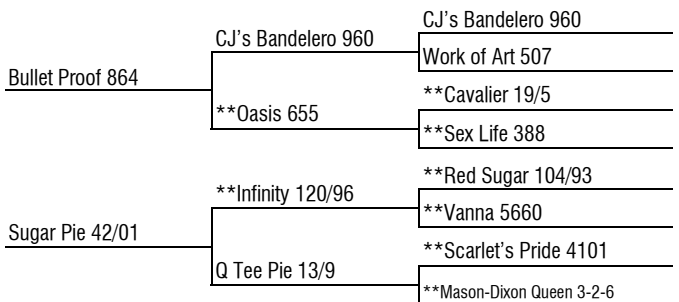 CJ's Bandelero 960
CJ's Bandelero 960
Work of Art 507
Bullet Proof 864
**Cavalier 19/5
**Oasis 655
**Sex Life 388
**Red Sugar 104/93
**Infinity 120/96
**Vanna 5660
Sugar Pie 42/01
**Scarlet's Pride 4101
Q Tee Pie 13/9
**Mason-Dixon Queen 3-2-6